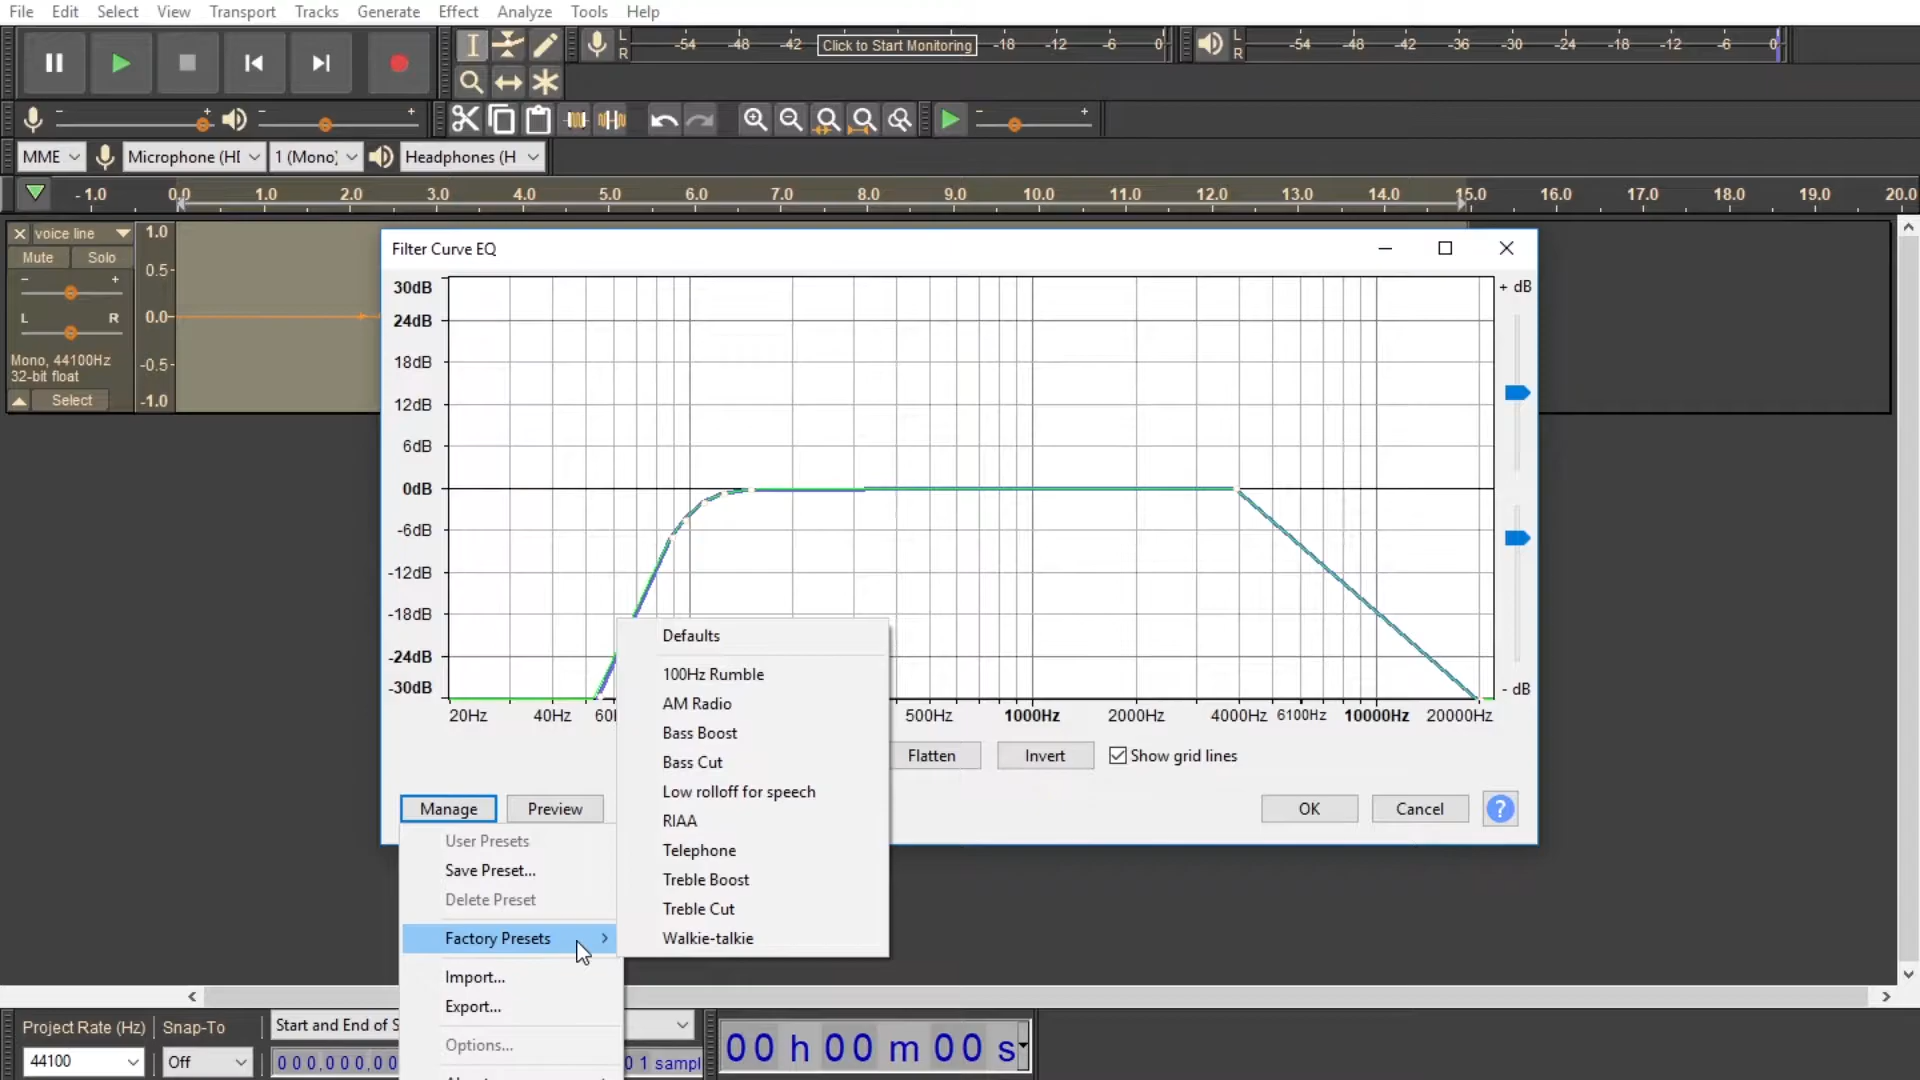 File Edit Select View Transport Tracks Generate Effect Analyze Tools Help
L R -54 -48 -42 Click to Start Monitoring -18 -12 -6 0 L R -54 -48 -42 -36 -30 -24 -18 -12 -6 0
- + - + - +
MME Microphone (HI 1 (Mono) Headphones (H
-1.0 0.0 1.0 2.0 3.0 4.0 5.0 6.0 7.0 8.0 9.0 10.0 11.0 12.0 13.0 14.0 15.0 16.0 17.0 18.0 19.0 20.0
voice line
Mute Solo
- +
L R
Mono, 44100Hz
32-bit float
Select
1.0
0.5-
0.0-
-0.5-
-1.0
Filter Curve EQ
30dB
24dB
18dB
12dB
6dB
0dB
-6dB
-12dB
-18dB
-24dB
-30dB
+ dB
- dB
20Hz 40Hz 500Hz 1000Hz 2000Hz 4000Hz 6100Hz 10000Hz 20000Hz
Flatten Invert Show grid lines
Manage Preview OK Cancel ?
User Presets
Save Preset...
Delete Preset
Factory Presets
Import...
Export...
Options...
Defaults
100Hz Rumble
AM Radio
Bass Boost
Bass Cut
Low rolloff for speech
RIAA
Telephone
Treble Boost
Treble Cut
Walkie-talkie
Project Rate (Hz) Snap-To Start and End of S
44100 Off 000,000,00 01 sampl
00 h 00 m 00 s